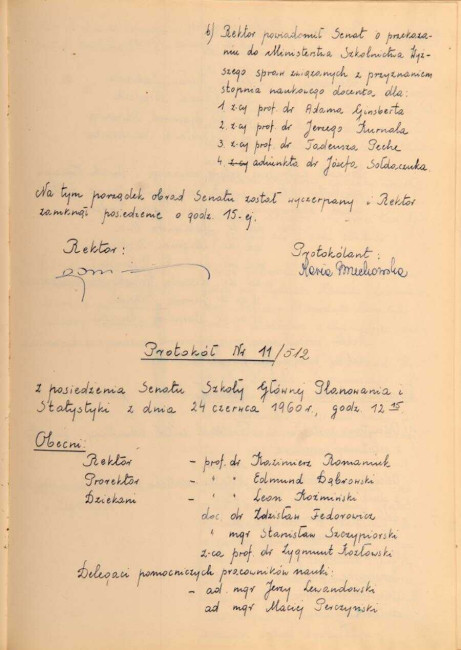 b) Rektor powiadomił Senat o przekaza-
niu do Ministerstwa Szkolnictwa Wyż-
szego spraw związanych z przyznaniem
stopnia naukowego docenta dla:
1. z-cy prof. dr Adama Ginsberta
2. z-cy prof. dr Jerzego Kurnala
3. z-cy prof. dr Tadeusza Peche
4. z-cy adiunkta dr Józefa Sołdaczuka
Na tym porządek obrad Senatu został wyczerpany i Rektor
zamknął posiedzenie o godz. 15-ej.
Rektor:
Protokólant:
Maria
Protokół Nr 11/512
z posiedzenia Senatu Szkoły Głównej Planowania i
Statystyki z dnia 24 czerwca 1960 r., godz. 12 15
Obecni:
Rektor - prof. dr Kazimierz Romaniuk
Prorektor - " " Edmund Dąbrowski
Dziekani - " " Leon Koźmiński
doc. dr Zdzisław Fedorowicz
" mgr Stanisław Szczypiorski
z-ca prof. dr Zygmunt Kozłowski
Delegaci pomocniczych pracowników nauki:
- ad. mgr Jerzy Lewandowski
ad mgr Maciej Perczyński